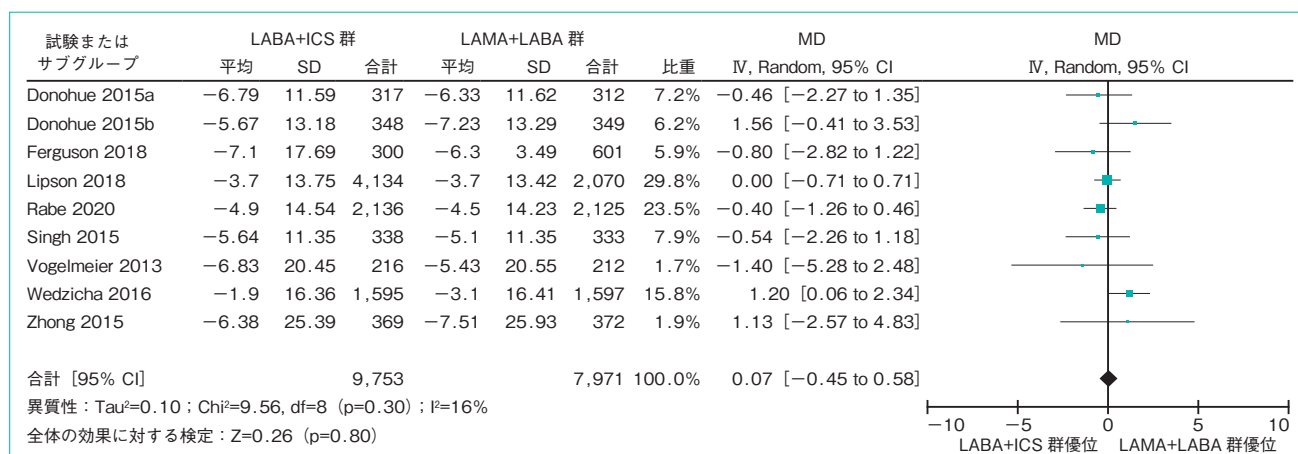 試験または
サブグループ LABA+ICS 群 LAMA+LABA 群 MD MD
平均 SD 合計 平均 SD 合計 比重 Ⅳ, Random, 95% CI Ⅳ, Random, 95% CI
Donohue 2015a −6.79 11.59 317 −6.33 11.62 312 7.2% −0.46［−2.27 to 1.35］
Donohue 2015b −5.67 13.18 348 −7.23 13.29 349 6.2% 1.56［−0.41 to 3.53］
Ferguson 2018 −7.1 17.69 300 −6.3 3.49 601 5.9% −0.80［−2.82 to 1.22］
Lipson 2018 −3.7 13.75 4,134 −3.7 13.42 2,070 29.8% 0.00［−0.71 to 0.71］
Rabe 2020 −4.9 14.54 2,136 −4.5 14.23 2,125 23.5% −0.40［−1.26 to 0.46］
Singh 2015 −5.64 11.35 338 −5.1 11.35 333 7.9% −0.54［−2.26 to 1.18］
Vogelmeier 2013 −6.83 20.45 216 −5.43 20.55 212 1.7% −1.40［−5.28 to 2.48］
Wedzicha 2016 −1.9 16.36 1,595 −3.1 16.41 1,597 15.8% 1.20［0.06 to 2.34］
Zhong 2015 −6.38 25.39 369 −7.51 25.93 372 1.9% 1.13［−2.57 to 4.83］
合計［95% CI］ 9,753 7,971 100.0% 0.07［−0.45 to 0.58］
異質性：Tau²=0.10；Chi²=9.56, df=8（p=0.30）；I²=16%
全体の効果に対する検定：Z=0.26（p=0.80）
−10 −5 0 5 10
LABA+ICS 群優位 LAMA+LABA 群優位